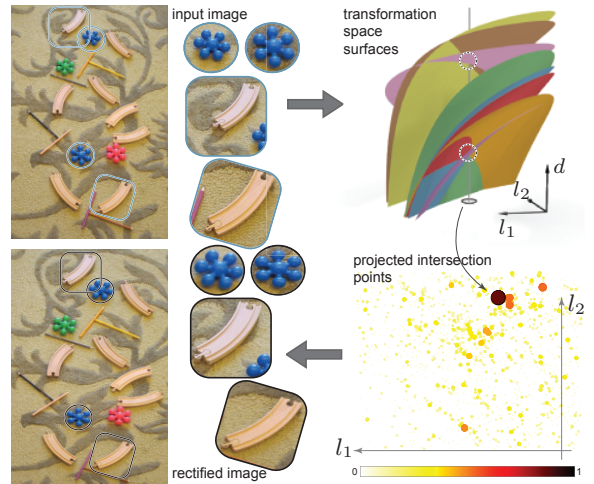 input image
transformation
space
surfaces
d
l2
l1
projected intersection
points
l2
l1
0
1
rectified image